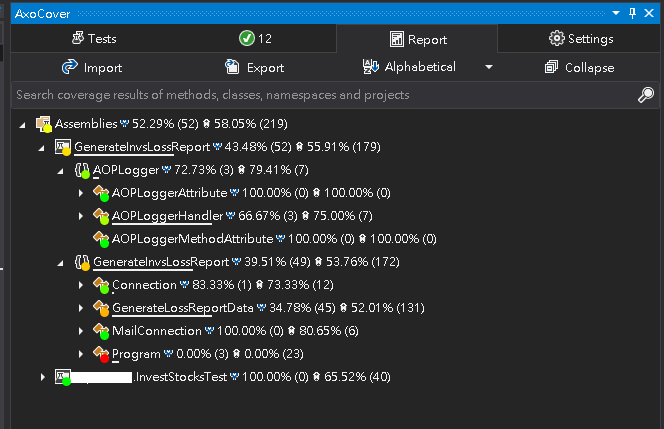 AxoCover
Tests 12 Report Settings
Import Export Alphabetical Collapse
Search coverage results of methods, classes, namespaces and projects
Assemblies 52.29% (52) 58.05% (219)
GenerateInvsLossReport 43.48% (52) 55.91% (179)
AOPLogger 72.73% (3) 79.41% (7)
AOPLoggerAttribute 100.00% (0) 100.00% (0)
AOPLoggerHandler 66.67% (3) 75.00% (7)
AOPLoggerMethodAttribute 100.00% (0) 100.00% (0)
GenerateInvsLossReport 39.51% (49) 53.76% (172)
Connection 83.33% (1) 73.33% (12)
GenerateLossReportData 34.78% (45) 52.01% (131)
MailConnection 100.00% (0) 80.65% (6)
Program 0.00% (3) 0.00% (23)
.InvestStocksTest 100.00% (0) 65.52% (40)